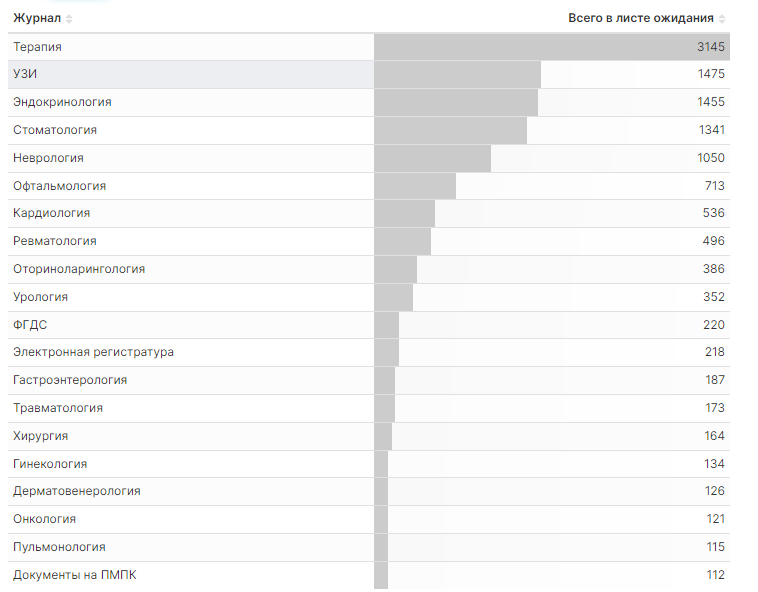 Журнал Всего в листе ожидания
Терапия 3145
УЗИ 1475
Эндокринология 1455
Стоматология 1341
Неврология 1050
Офтальмология 713
Кардиология 536
Ревматология 496
Оториноларингология 386
Урология 352
ФГДС 220
Электронная регистратура 218
Гастроэнтерология 187
Травматология 173
Хирургия 164
Гинекология 134
Дерматовенерология 126
Онкология 121
Пульмонология 115
Документы на ПМПК 112